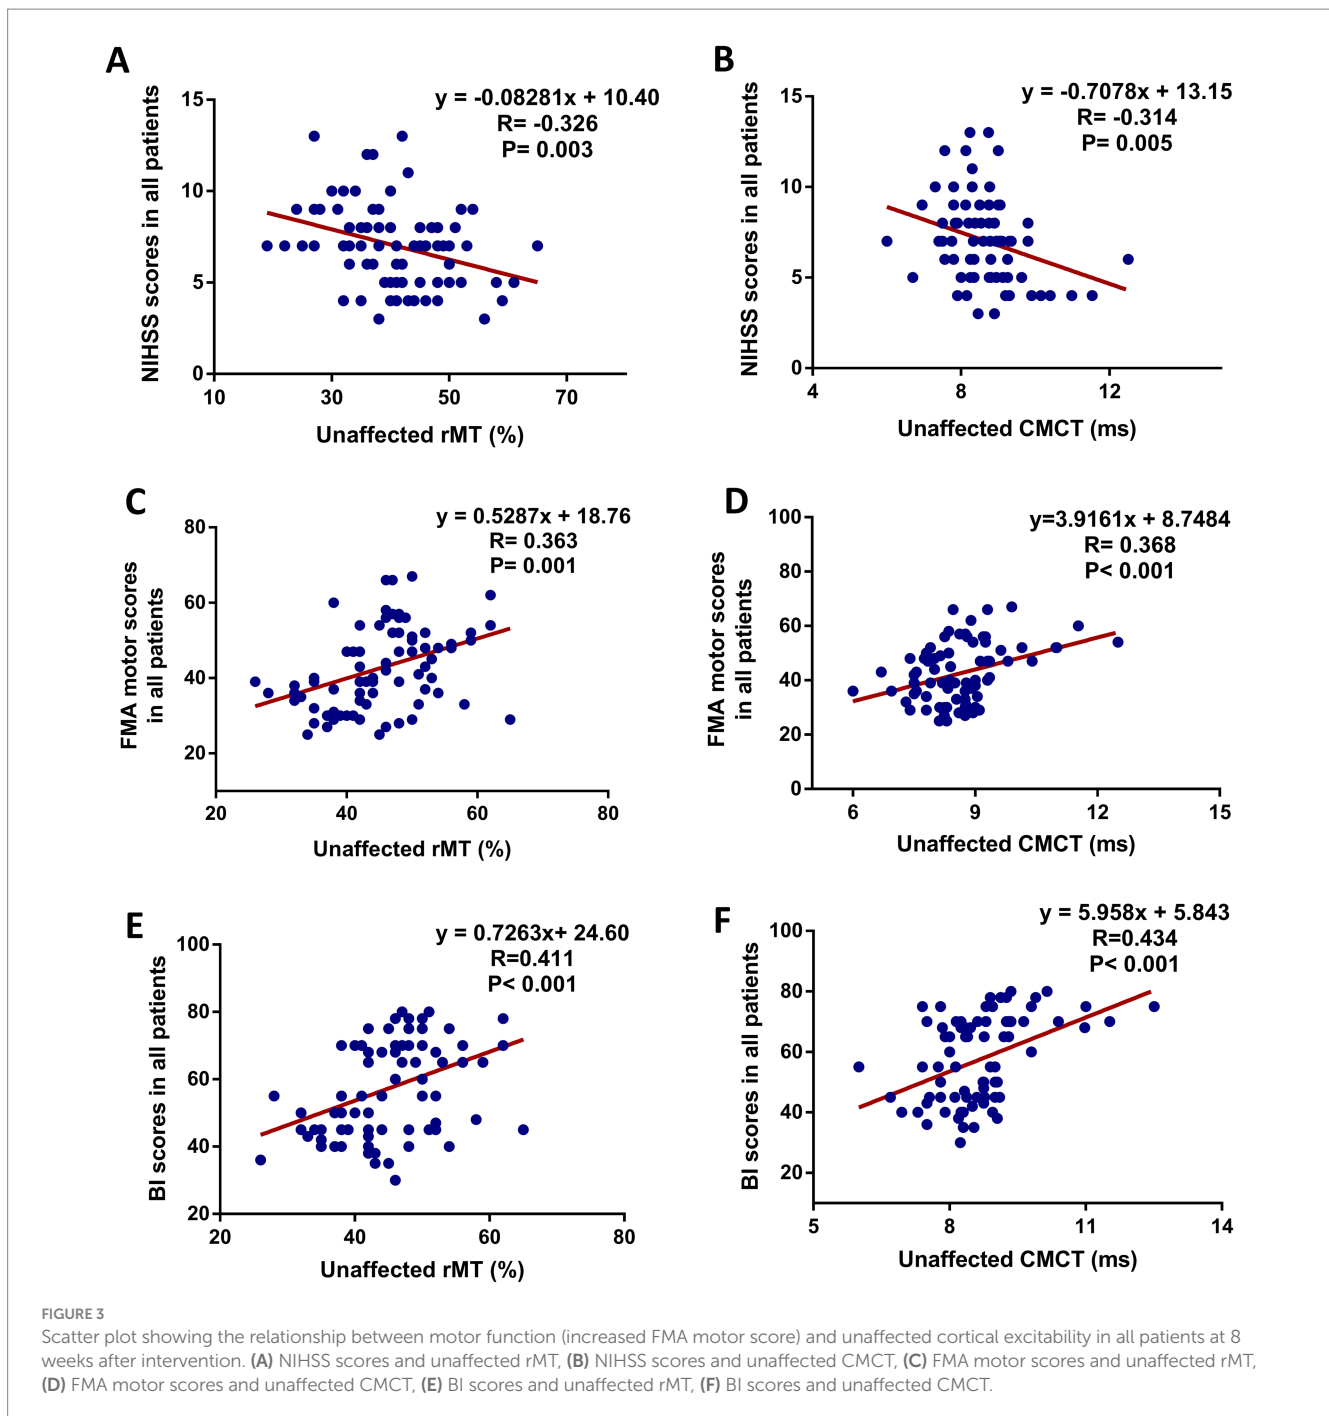 A
NIHSS scores in all patients
y = -0.08281x + 10.40
R= -0.326
P= 0.003
15
10
5
0
10
30
50
70
Unaffected rMT (%)
B
NIHSS scores in all patients
y = -0.7078x + 13.15
R= -0.314
P= 0.005
15
10
5
0
4
8
12
Unaffected CMCT (ms)
C
FMA motor scores
in all patients
y = 0.5287x + 18.76
R= 0.363
P= 0.001
80
60
40
20
20
40
60
80
Unaffected rMT (%)
D
FMA motor scores
in all patients
y=3.9161x + 8.7484
R= 0.368
P< 0.001
100
80
60
40
20
0
6
9
12
15
Unaffected CMCT (ms)
E
BI scores in all patients
y = 0.7263x+ 24.60
R=0.411
P< 0.001
100
80
60
40
20
20
40
60
80
Unaffected rMT (%)
F
BI scores in all patients
y = 5.958x + 5.843
R=0.434
P< 0.001
100
80
60
40
20
5
8
11
14
Unaffected CMCT (ms)
FIGURE 3
Scatter plot showing the relationship between motor function (increased FMA motor score) and unaffected cortical excitability in all patients at 8
weeks after intervention. (A) NIHSS scores and unaffected rMT, (B) NIHSS scores and unaffected CMCT, (C) FMA motor scores and unaffected rMT,
(D) FMA motor scores and unaffected CMCT, (E) BI scores and unaffected rMT, (F) BI scores and unaffected CMCT.